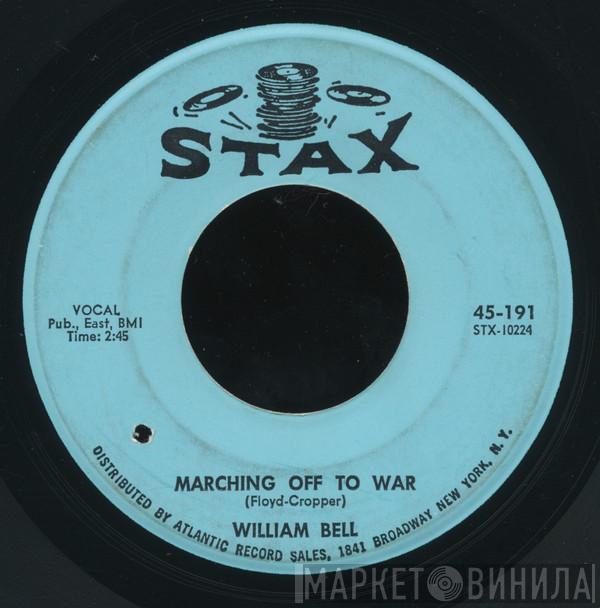 STAX
VOCAL
Pub., East, BMI
Time: 2:45
45-191
STX-10224
MARCHING OFF TO WAR
(Floyd-Cropper)
WILLIAM BELL
DISTRIBUTED BY ATLANTIC RECORD SALES, 1841 BROADWAY NEW YORK, N. Y.
МАРКЕТ ВИНИЛА